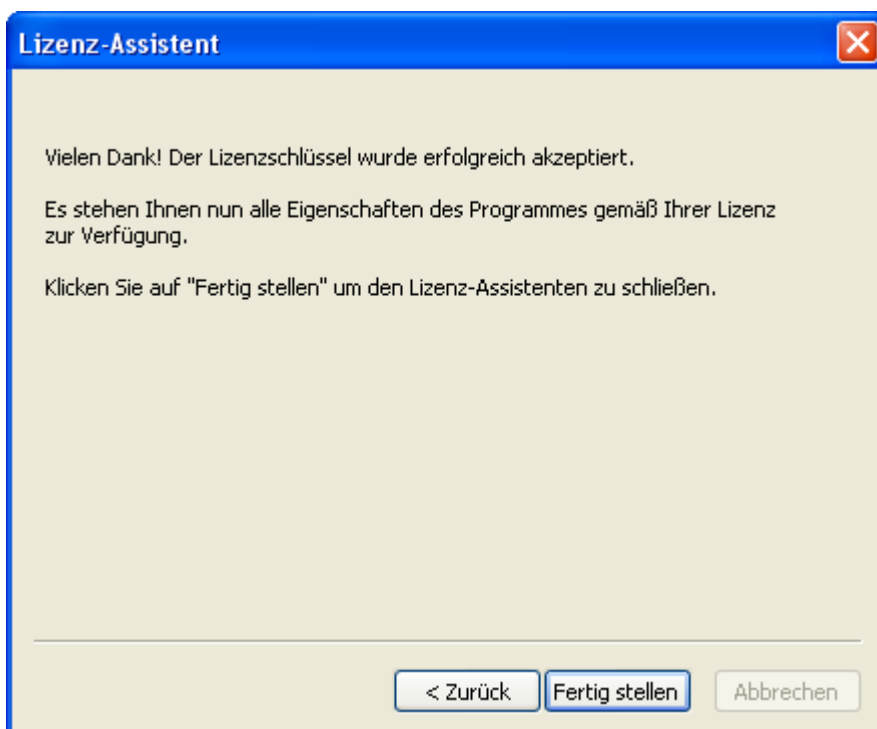 Lizenz-Assistent
Vielen Dank! Der Lizenzschlüssel wurde erfolgreich akzeptiert.
Es stehen Ihnen nun alle Eigenschaften des Programmes gemäß Ihrer Lizenz
zur Verfügung.
Klicken Sie auf "Fertig stellen" um den Lizenz-Assistenten zu schließen.
< Zurück Fertig stellen Abbrechen